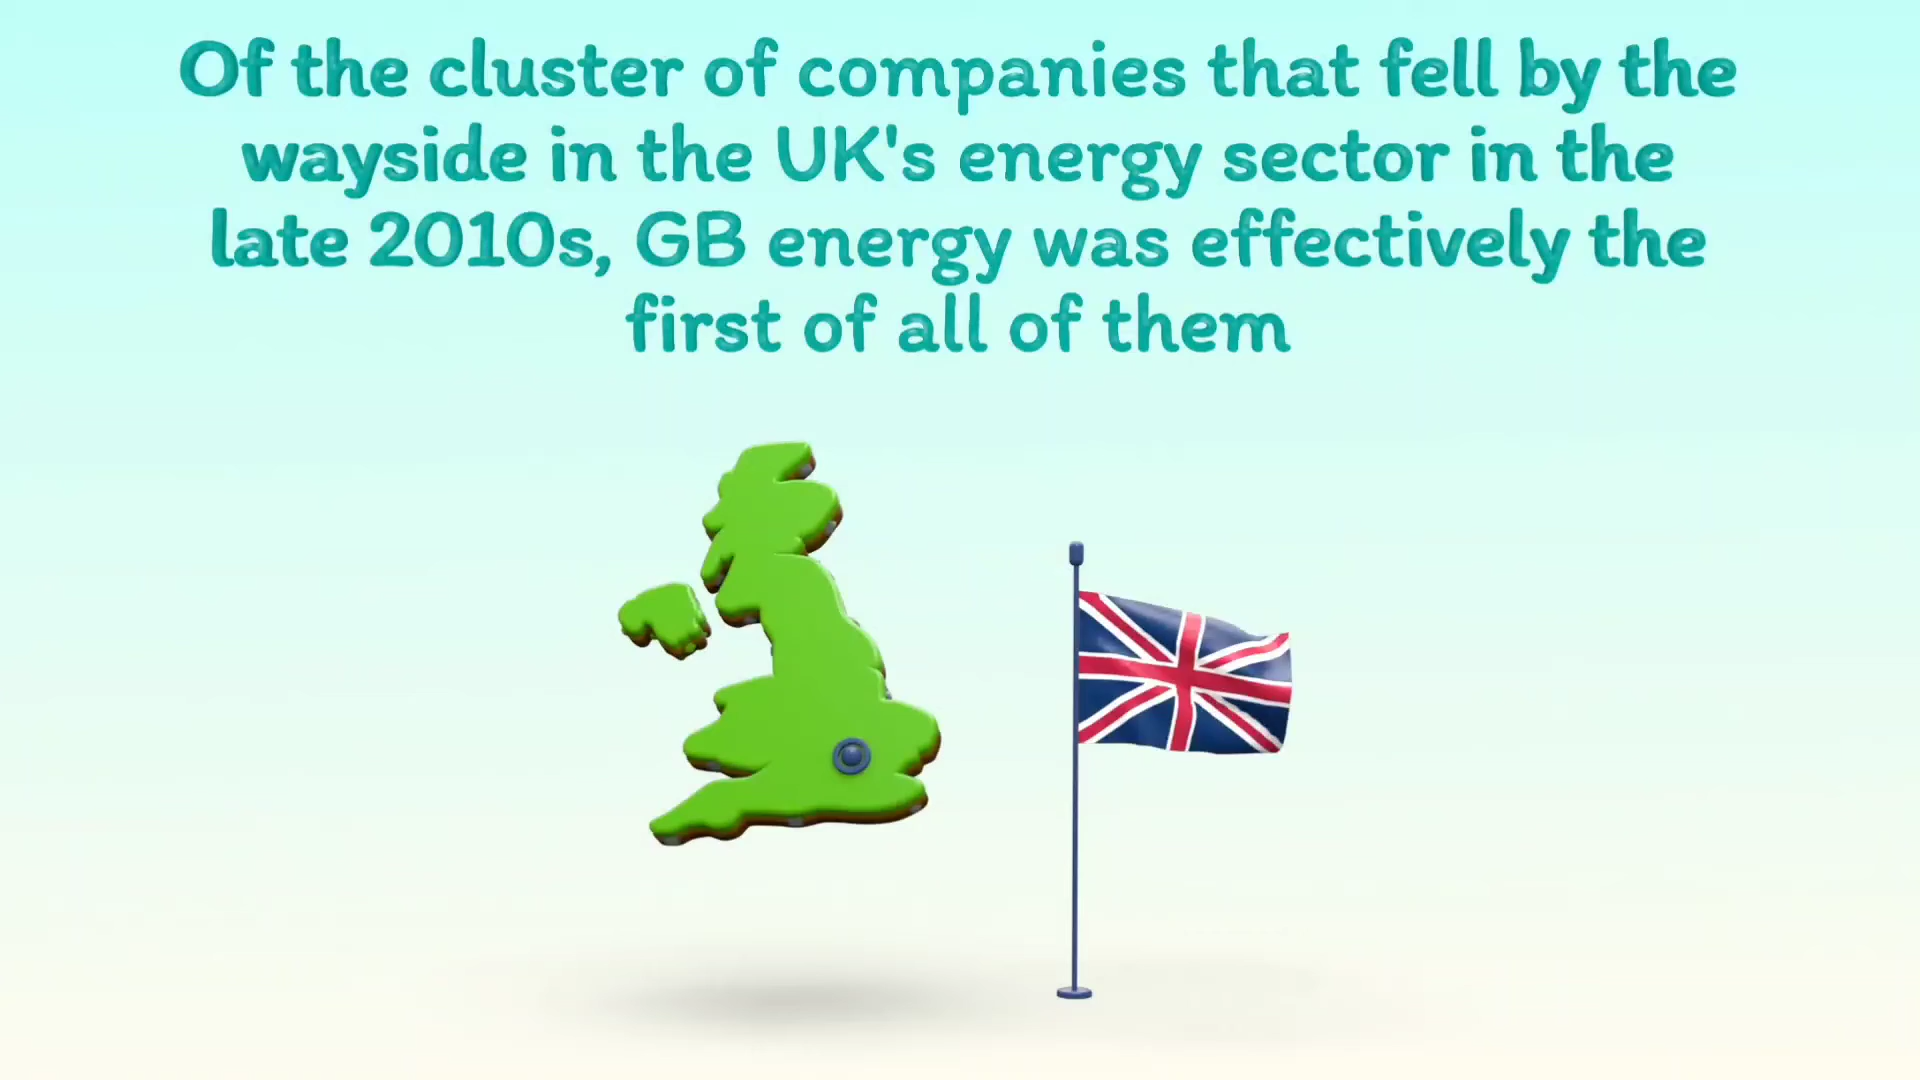 Of the cluster of companies that fell by the
wayside in the UK's energy sector in the
late 2010s, GB energy was effectively the
first of all of them